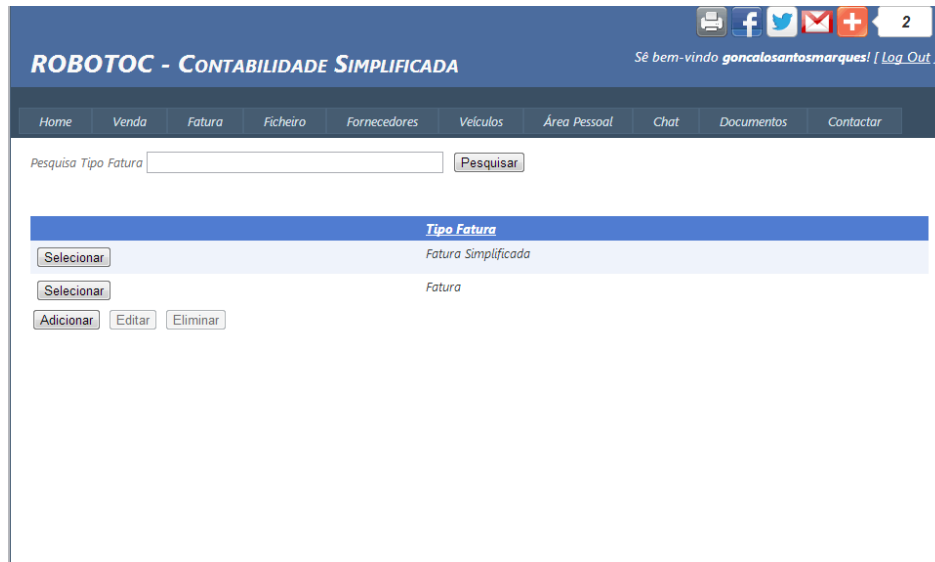 2
ROBOTOC - Contabilidade Simplificada
Sê bem-vindo goncalosantosmarques! [ Log Out ]
Home Venda Fatura Ficheiro Fornecedores Veículos Área Pessoal Chat Documentos Contactar
Pesquisa Tipo Fatura Pesquisar
Tipo Fatura
Selecionar Fatura Simplificada
Selecionar Fatura
Adicionar Editar Eliminar